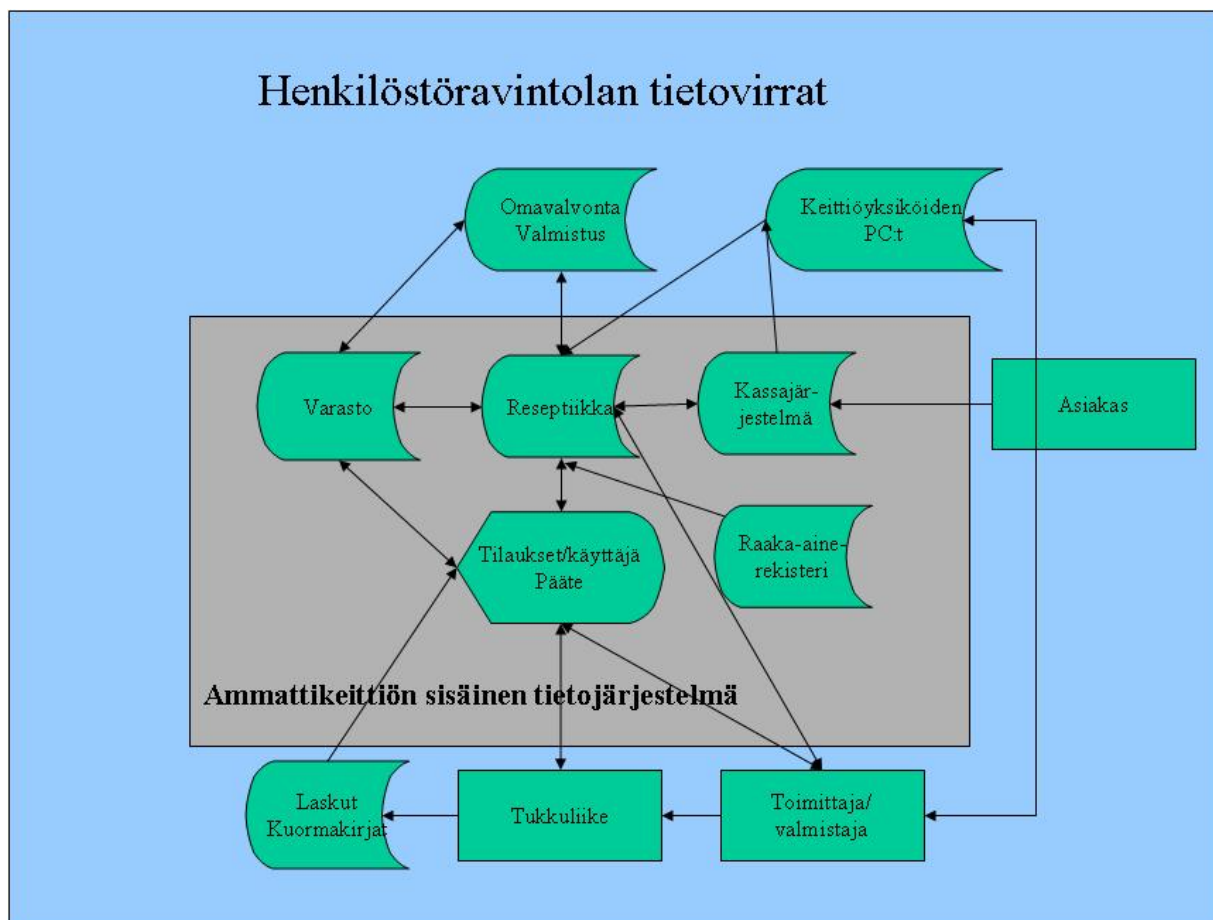 Henkilöstöravintolan tietovirrat
Omavalvonta
Valmistus
Keittiöyksiköiden
PC:t
Varasto
Reseptiikka
Kassajär-
jestelmä
Asiakas
Tilaukset/käyttäjä
Pääte
Raaka-aine-
rekisteri
Ammattikeittiön sisäinen tietojärjestelmä
Laskut
Kuormakirjat
Tukkuliike
Toimittaja/
valmistaja